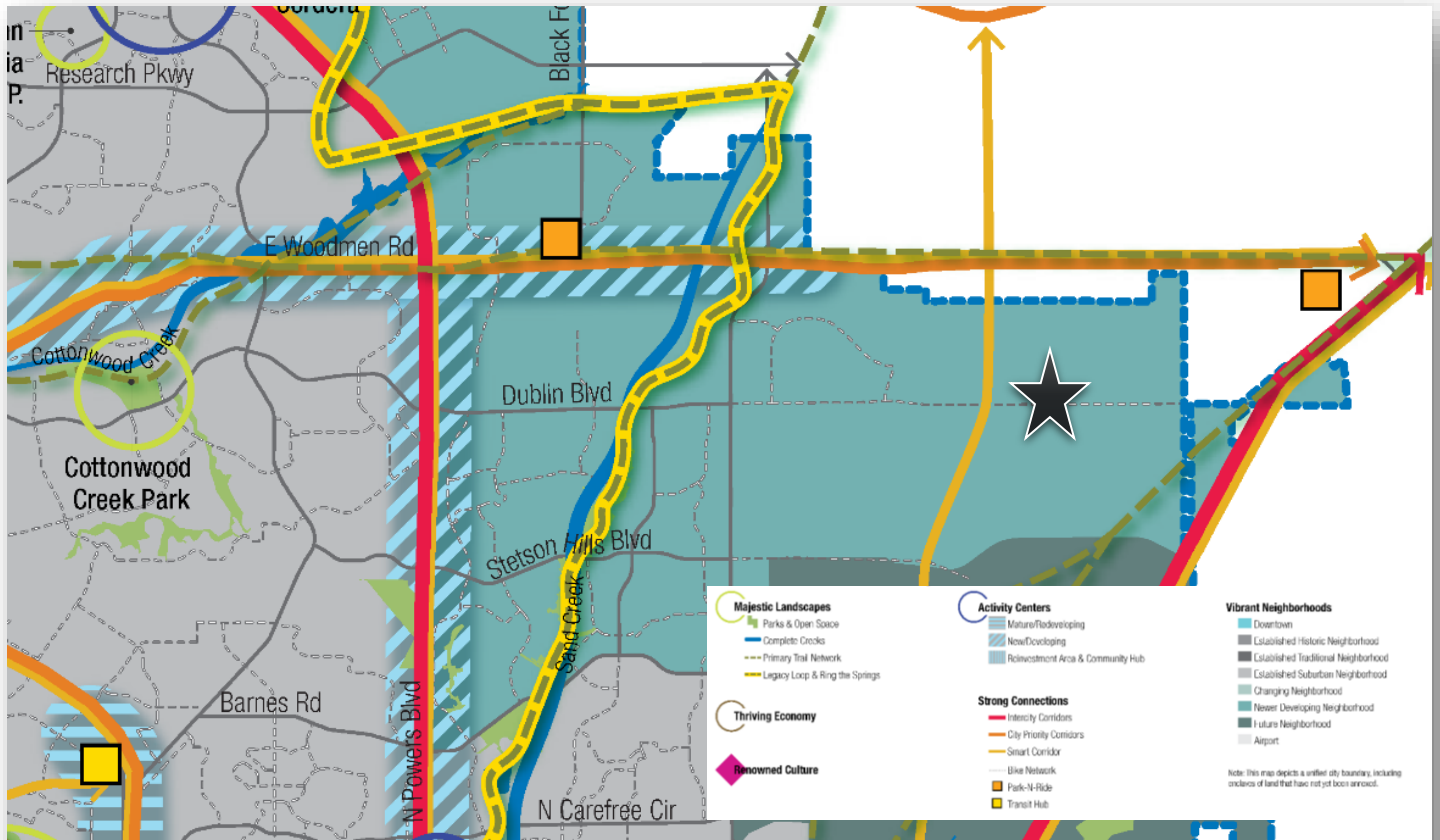 Cordera
Black Fo
n
ia
P.
Research Pkwy
E Woodmen Rd
Cottonwood Creek
Dublin Blvd
Cottonwood
Creek Park
Stetson Hills Blvd
Sand Creek
Barnes Rd
N Powers Blvd
N Carefree Cir
Majestic Landscapes
Parks & Open Space
Complete Creeks
Primary Trail Network
Legacy Loop & Ring the Springs
Thriving Economy
Renowned Culture
Activity Centers
Mature/Redeveloping
New/Developing
Reinvestment Area & Community Hub
Strong Connections
Intercity Corridors
City Priority Corridors
Smart Corridor
Bike Network
Park-N-Ride
Transit Hub
Vibrant Neighborhoods
Downtown
Established Historic Neighborhood
Established Traditional Neighborhood
Established Suburban Neighborhood
Changing Neighborhood
Newer Developing Neighborhood
Future Neighborhood
Airport
Note: This map depicts a unified city boundary, including
enclaves of land that have not yet been annexed.